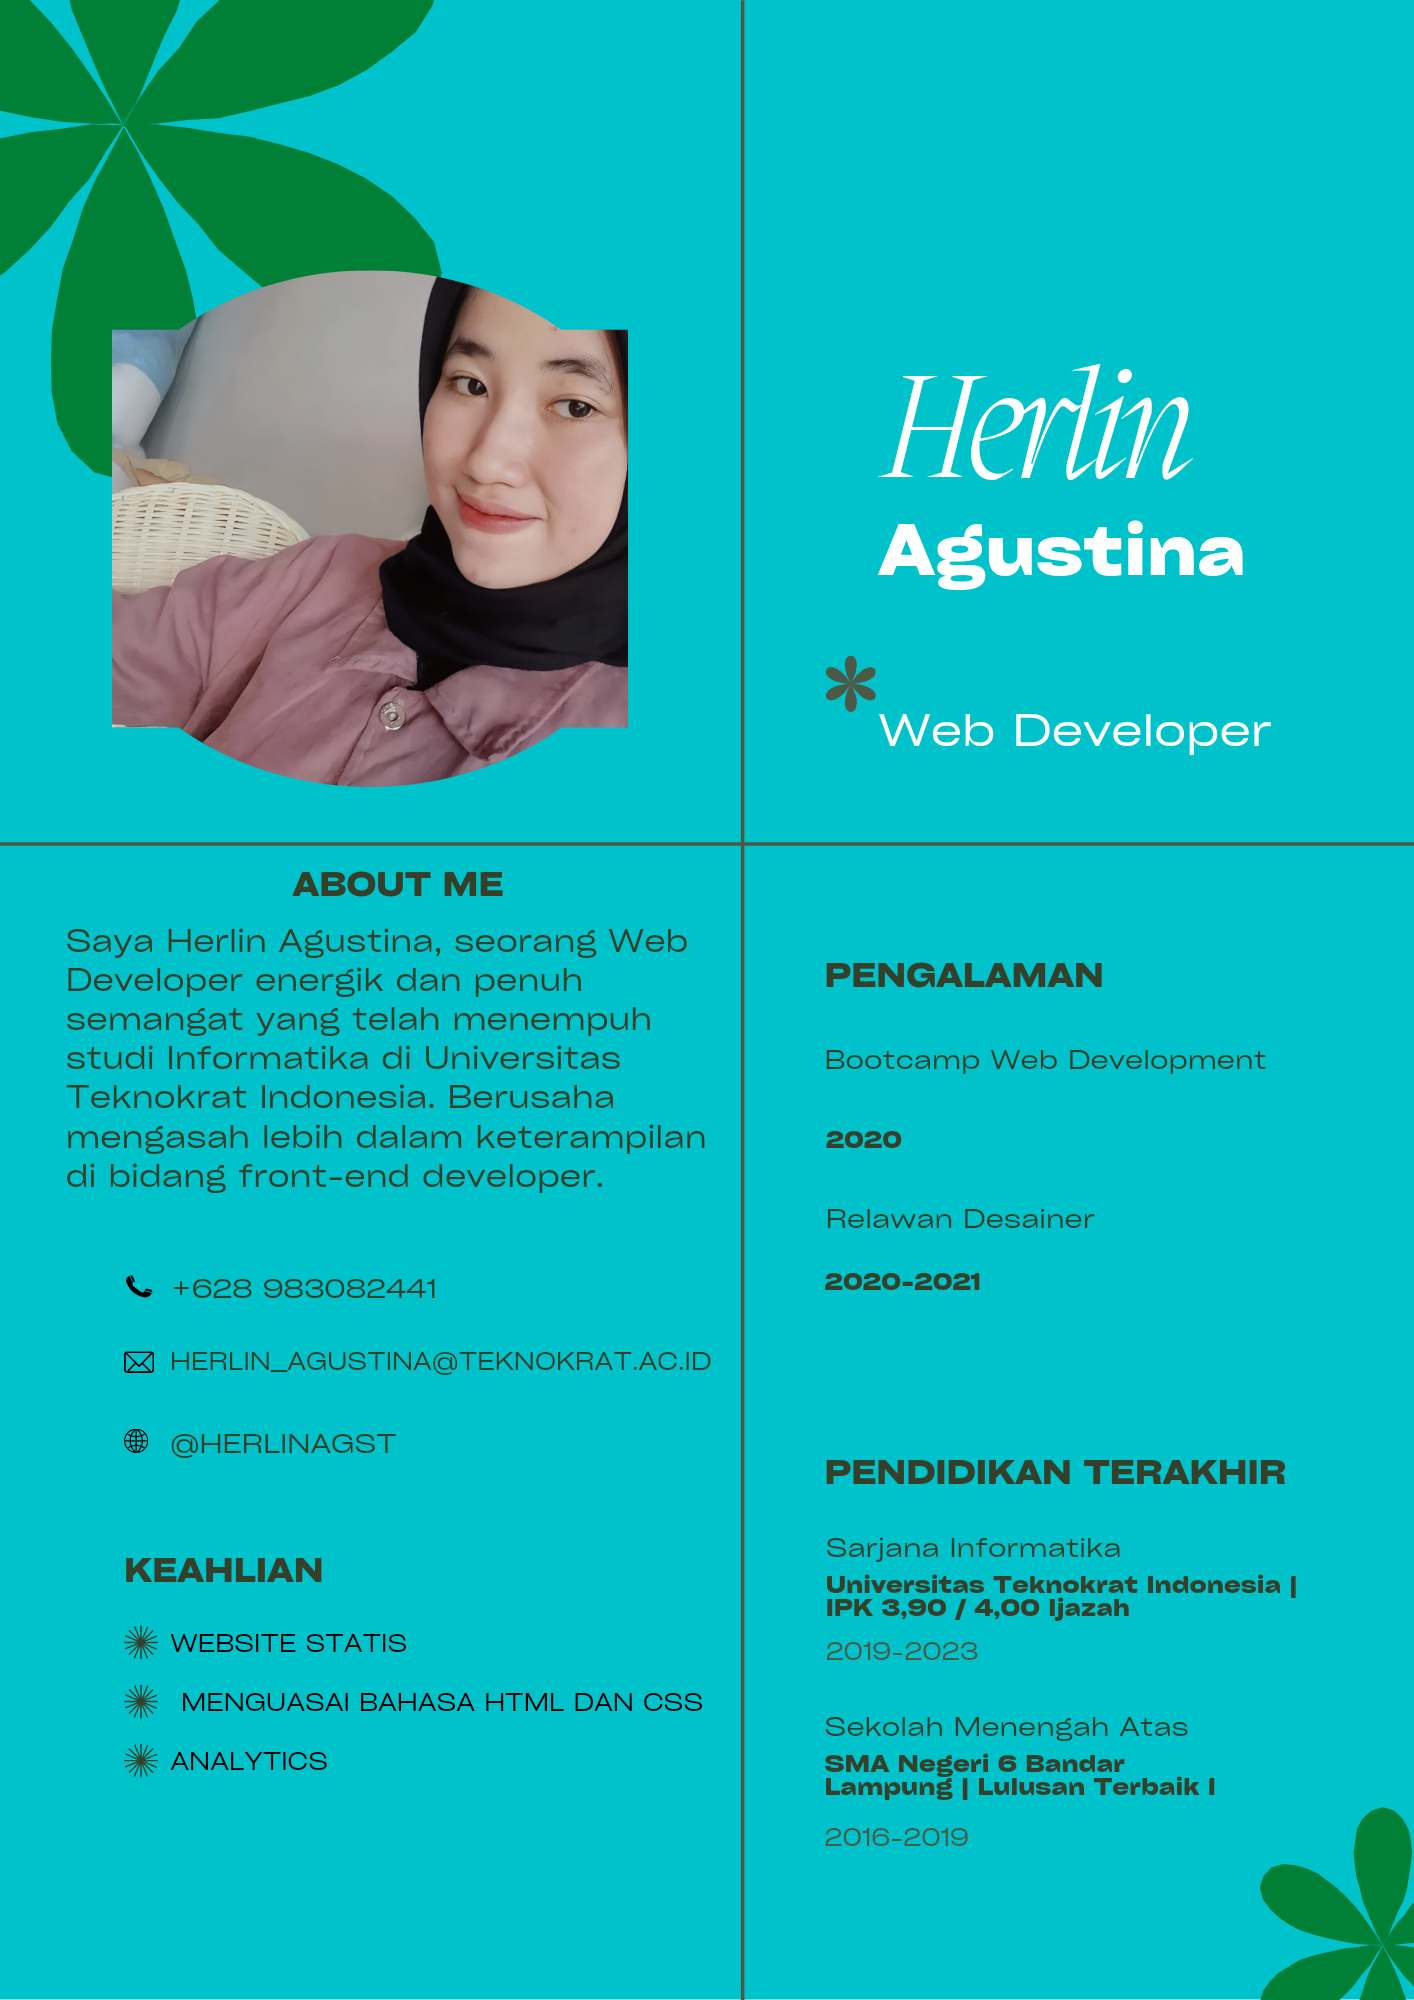 Herlin
Agustina
Web Developer
ABOUT ME
Saya Herlin Agustina, seorang Web
Developer energik dan penuh
semangat yang telah menempuh
studi Informatika di Universitas
Teknokrat Indonesia. Berusaha
mengasah lebih dalam keterampilan
di bidang front-end developer.
+628 983082441
HERLIN_AGUSTINA@TEKNOKRAT.AC.ID
@HERLINAGST
KEAHLIAN
WEBSITE STATIS
MENGUASAI BAHASA HTML DAN CSS
ANALYTICS
PENGALAMAN
Bootcamp Web Development
2020
Relawan Desainer
2020-2021
PENDIDIKAN TERAKHIR
Sarjana Informatika
Universitas Teknokrat Indonesia |
IPK 3,90 / 4,00 Ijazah
2019-2023
Sekolah Menengah Atas
SMA Negeri 6 Bandar
Lampung | Lulusan Terbaik I
2016-2019